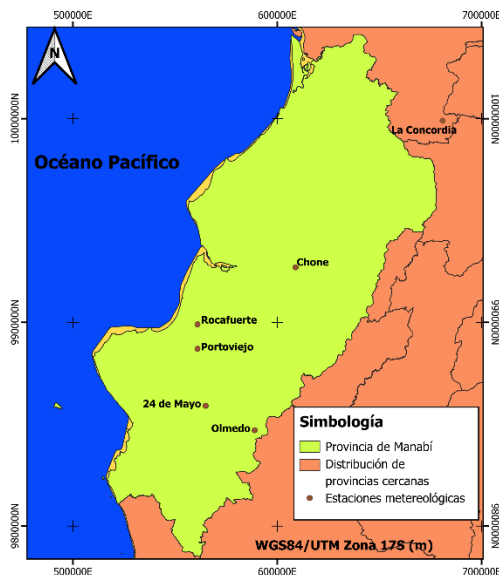 500000E
600000E
700000E
N
10000000N
10000000N
La Concordia
Océano Pacífico
Chone
Rocafuerte
9900000N
9900000N
Portoviejo
24 de Mayo
Olmedo
Simbología
Provincia de Manabí
Distribución de
provincias cercanas
Estaciones metereológicas
9800000N
9800000N
WGS84/UTM Zona 17S (m)
500000E
600000E
700000E